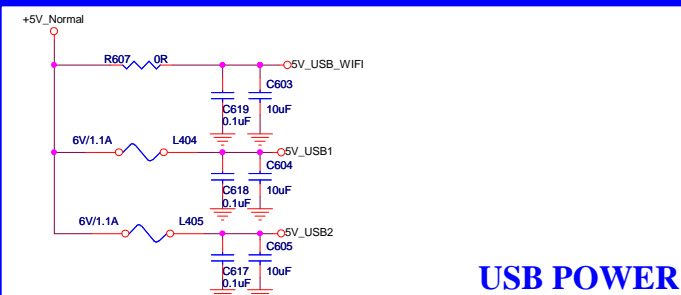 +5V_Normal
R607 0R
5V_USB_WIFI
C603
C619 10uF
0.1uF
6V/1.1A L404
5V_USB1
C604
C618 10uF
0.1uF
6V/1.1A L405
5V_USB2
C605
C617 10uF
0.1uF
USB POWER